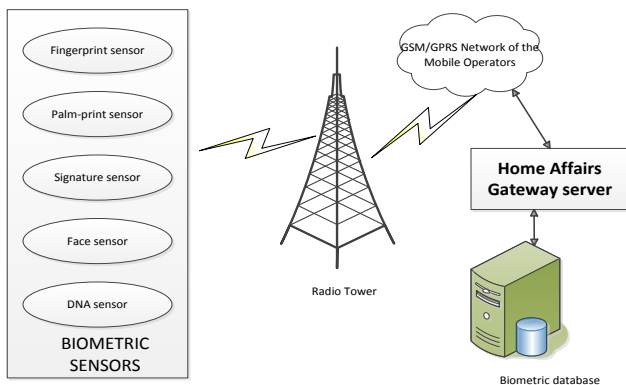 Fingerprint sensor
Palm-print sensor
Signature sensor
Face sensor
DNA sensor
BIOMETRIC
SENSORS
Radio Tower
GSM/GPRS Network of the
Mobile Operators
Home Affairs
Gateway server
Biometric database